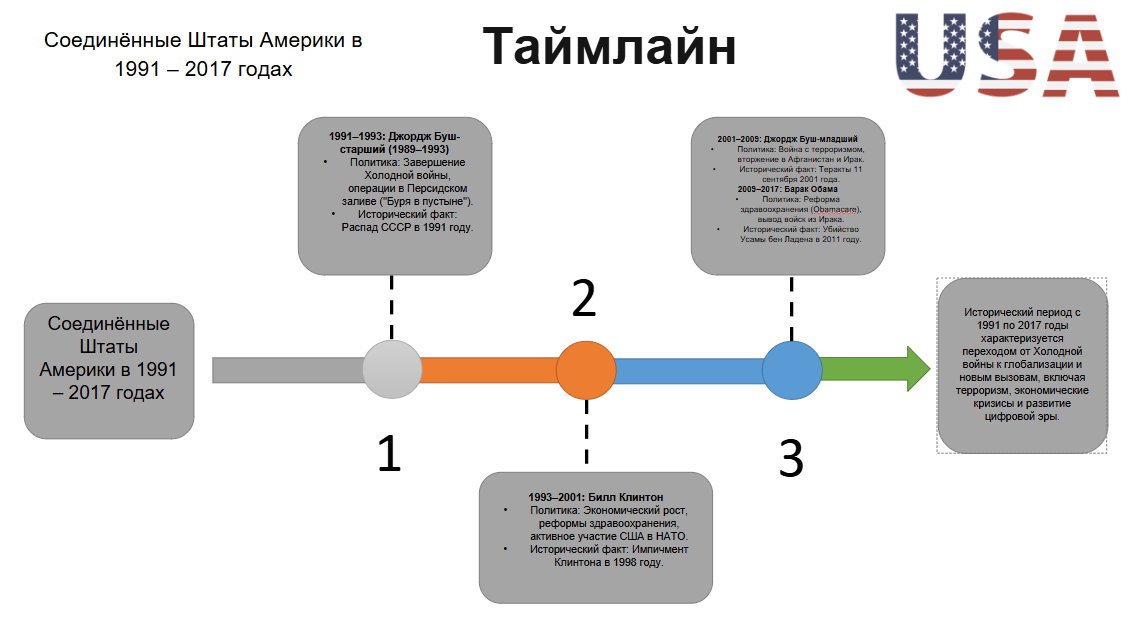 Соединённые Штаты Америки в
1991 – 2017 годах
Таймлайн
USA
1991–1993: Джордж Буш-
старший (1989–1993)
• Политика: Завершение
Холодной войны,
операции в Персидском
заливе ("Буря в пустыне").
• Исторический факт:
Распад СССР в 1991 году.
2001–2009: Джордж Буш-младший
• Политика: Война с терроризмом,
вторжение в Афганистан и Ирак.
• Исторический факт: Теракты 11
сентября 2001 года.
2009–2017: Барак Обама
• Политика: Реформа
здравоохранения (Obamacare),
вывод войск из Ирака.
• Исторический факт: Убийство
Усамы бен Ладена в 2011 году.
2
Соединённые
Штаты
Америки в 1991
– 2017 годах
Исторический период с
1991 по 2017 годы
характеризуется
переходом от Холодной
войны к глобализации и
новым вызовам, включая
терроризм, экономические
кризисы и развитие
цифровой эры.
1
3
1993–2001: Билл Клинтон
• Политика: Экономический рост,
реформы здравоохранения,
активное участие США в НАТО.
• Исторический факт: Импичмент
Клинтона в 1998 году.